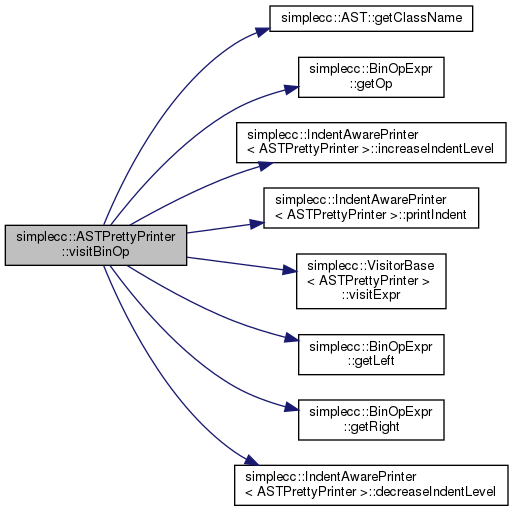 simplecc::AST::getClassName
simplecc::BinOpExpr
::getOp
simplecc::IndentAwarePrinter
< ASTPrettyPrinter >::increaseIndentLevel
simplecc::IndentAwarePrinter
< ASTPrettyPrinter >::printIndent
simplecc::ASTPrettyPrinter
::visitBinOp
simplecc::VisitorBase
< ASTPrettyPrinter >
::visitExpr
simplecc::BinOpExpr
::getLeft
simplecc::BinOpExpr
::getRight
simplecc::IndentAwarePrinter
< ASTPrettyPrinter >::decreaseIndentLevel